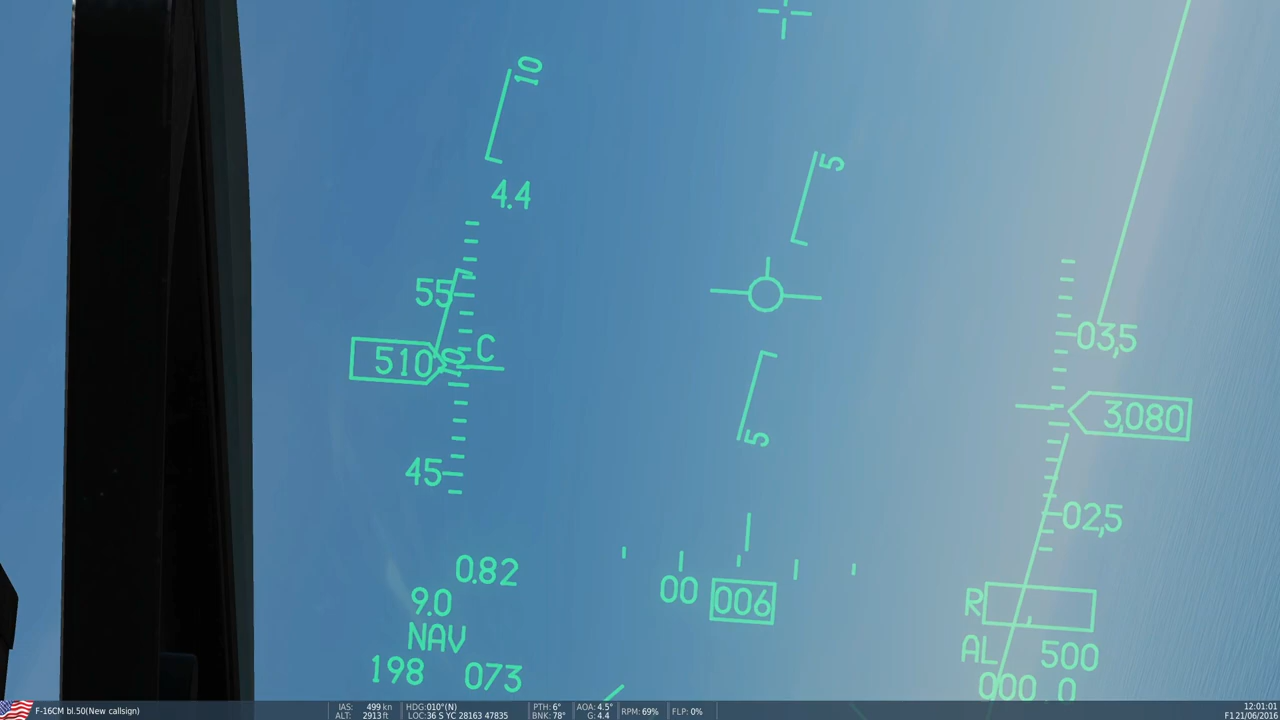 10
5
4.4
55
03,5
510
10
C
3,080
5
45
02,5
0.82
9.0
00 006
R
NAV
AL 500
198 073
000 0
F-16CM bl.50(New callsign)
IAS: 499 kn HDG:010°(N) PTH: 6° AOA: 4.5° RPM: 69% FLP: 0% 12:01:01
ALT: 2913 ft LOC:36 S YC 28163 47835 BNK: 78° G: 4.4 F1 21/06/2016